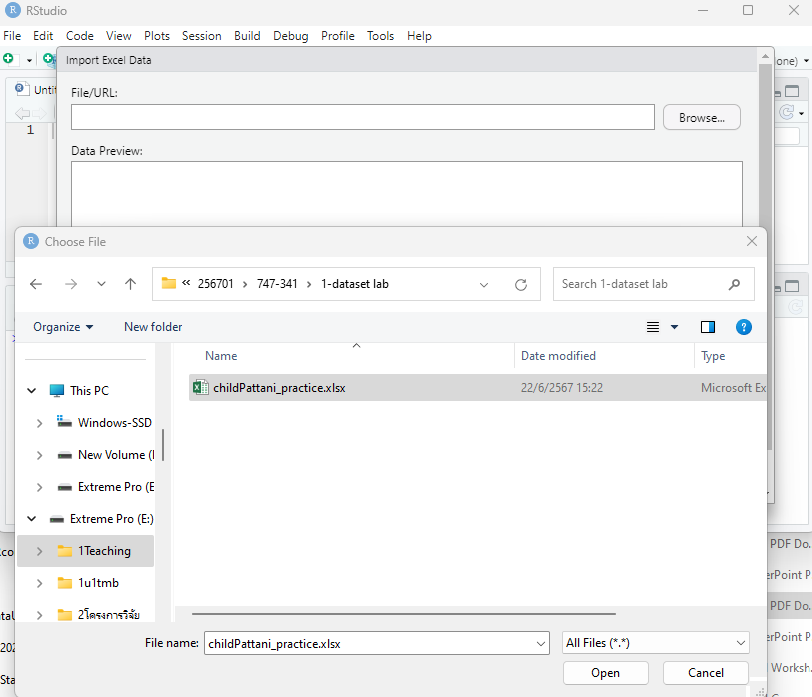 RStudio
File Edit Code View Plots Session Build Debug Profile Tools Help
Import Excel Data
one)
File/URL:
Browse...
Data Preview:
1
Choose File
« 256701 > 747-341 > 1-dataset lab
Search 1-dataset lab
Organize New folder
Name Date modified Type
childPattani_practice.xlsx 22/6/2567 15:22 Microsoft Ex
This PC
Windows-SSD
New Volume (
Extreme Pro (E
Extreme Pro (E:)
1Teaching
1u1tmb
2โครงการวิจัย
PDF Do.
erPoint P
PDF Do.
erPoint P
Worksh
File name: childPattani_practice.xlsx All Files (*.*)
Open Cancel